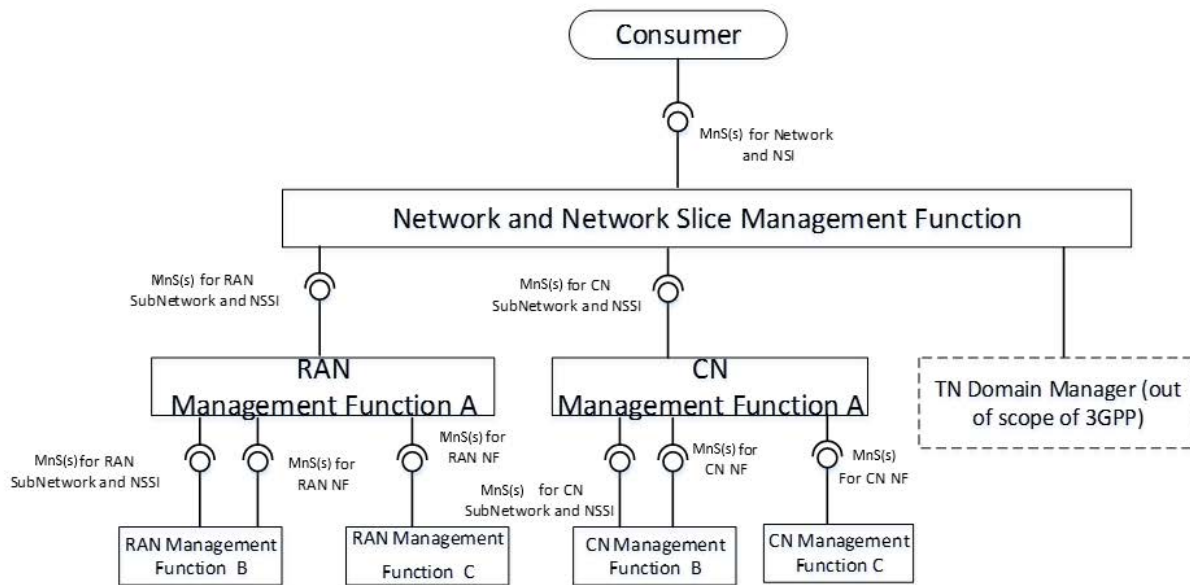 Consumer
MnS(s) for Network
and NSI
Network and Network Slice Management Function
MnS(s) for RAN
SubNetwork and NSSI
MnS(s) for CN
SubNetwork and NSSI
RAN
Management Function A
CN
Management Function A
TN Domain Manager (out
of scope of 3GPP)
MnS(s) for RAN
SubNetwork and NSSI
MnS(s) for
RAN NF
MnS(s) for
RAN NF
MnS(s) for CN
SubNetwork and NSSI
MnS(s) for
CN NF
MnS(s)
For CN NF
RAN Management
Function B
RAN Management
Function C
CN Management
Function B
CN Management
Function C